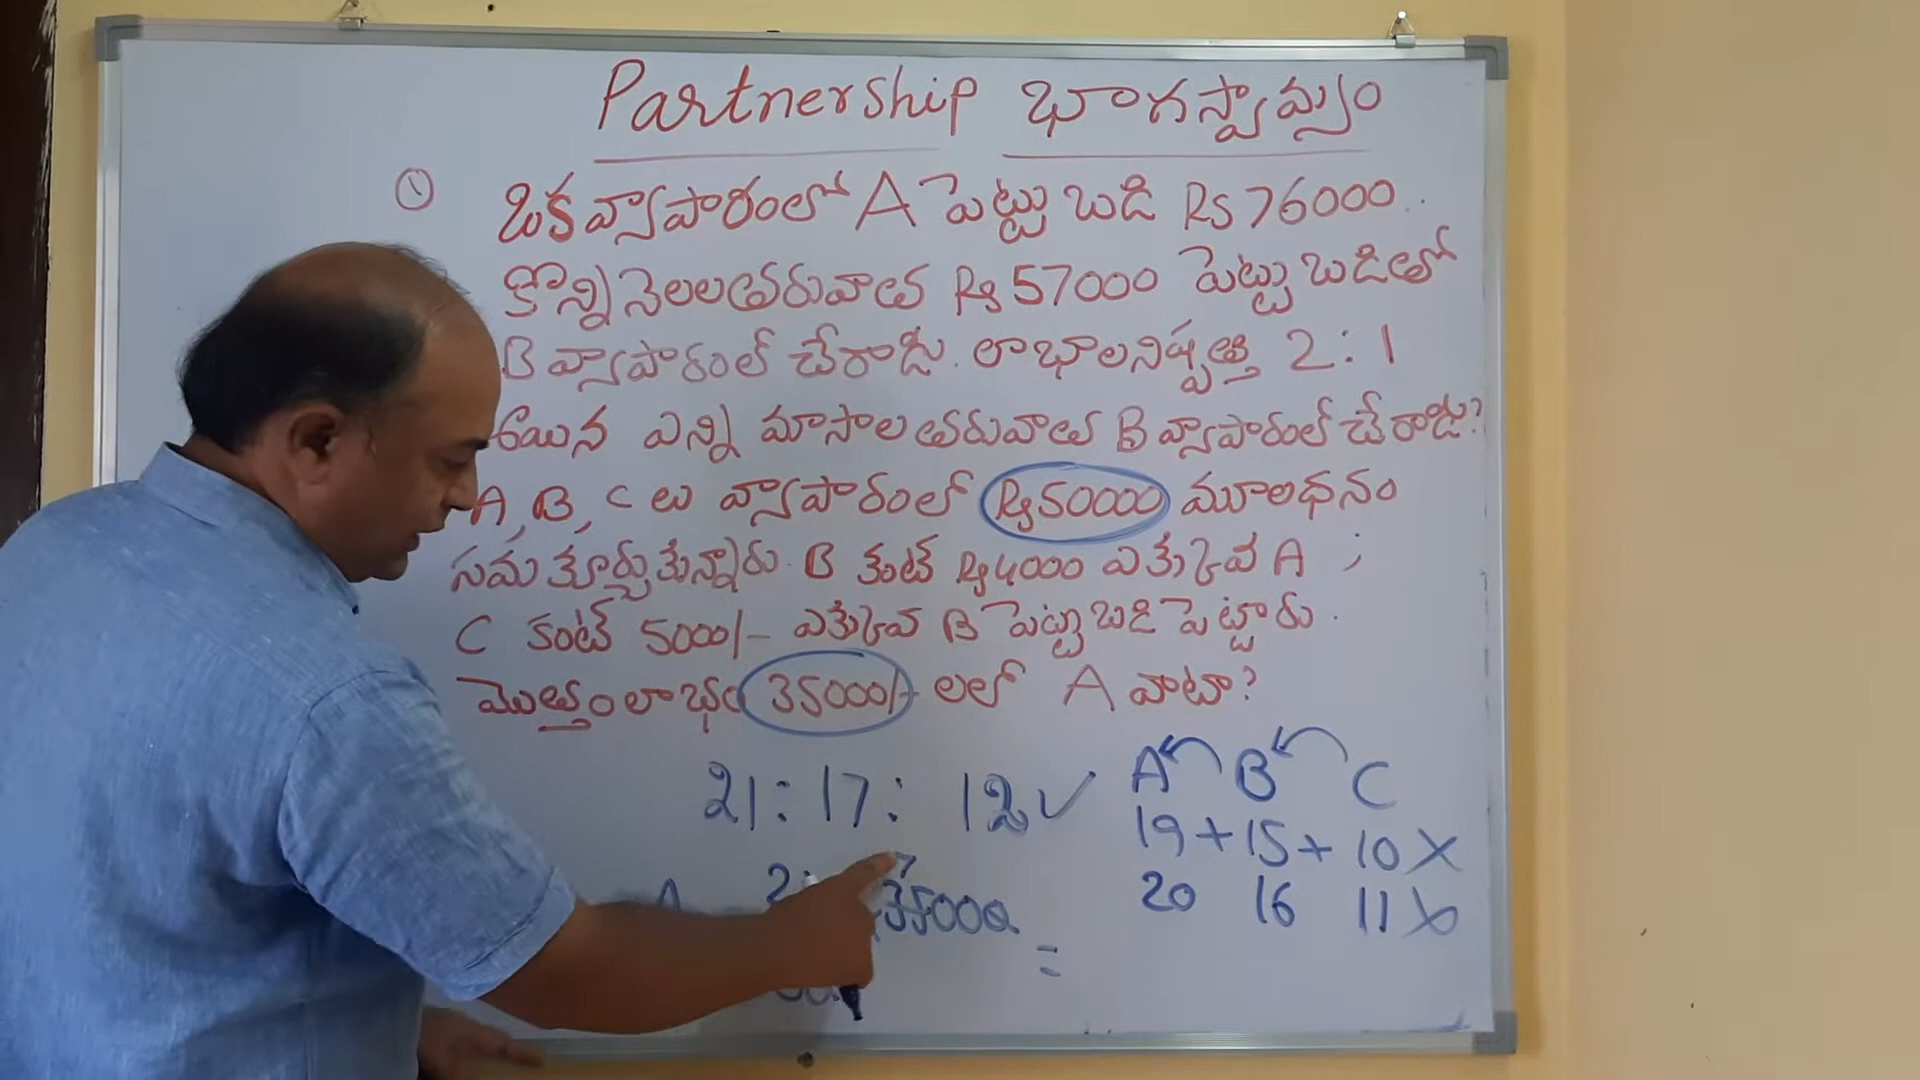 Partnership భాగస్వామ్యం
① ఒక వ్యాపారంలో A పెట్టుబడి Rs 76000..
కొన్ని నెలల తరువాత Rs 57000 పెట్టుబడితో
B వ్యాపారంలో చేరాడు. లాభాల నిష్పత్తి 2:1
అయిన ఎన్ని మాసాల తరువాత B వ్యాపారంలో చేరాడు?
A, B, C లు వ్యాపారంలో Rs 50000 మూలధనం
సమకూర్చుకున్నారు. B కంటే Rs 4000 ఎక్కువ A ;
C కంటే 5000/- ఎక్కువ B పెట్టుబడి పెట్టారు.
మొత్తం లాభం 35000/- లలో A వాటా?
21 : 17 : 12 ✓
A B C
19 + 15 + 10 X
20 16 11 X
7
35000 =